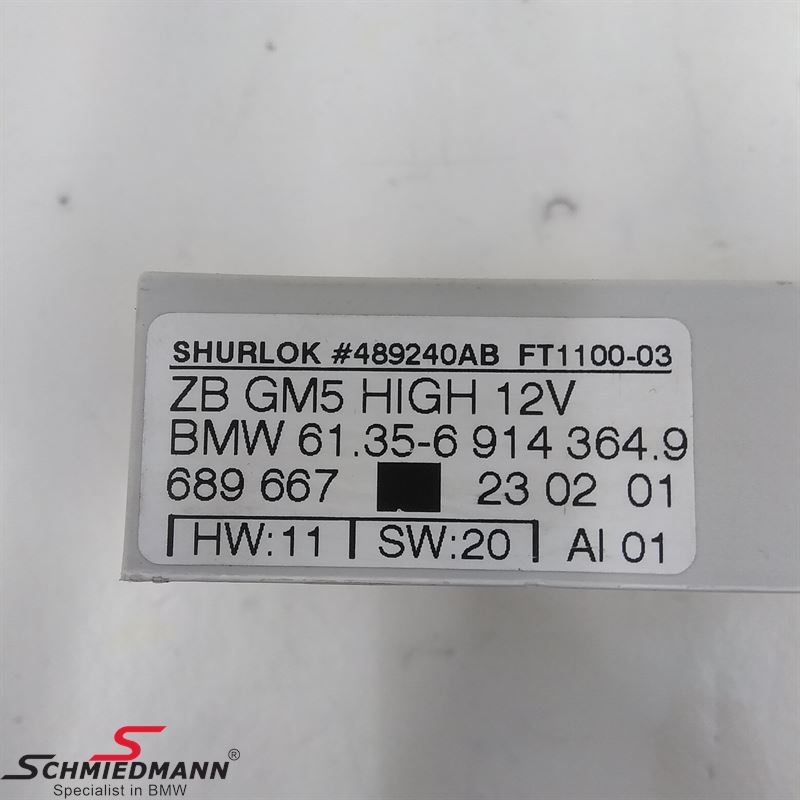 SHURLOK #489240AB FT1100-03
ZB GM5 HIGH 12V
BMW 61.35-6 914 364.9
689 667 23 02 01
HW:11 SW:20 AI 01
SCHMIEDMANN®
Specialist in BMW